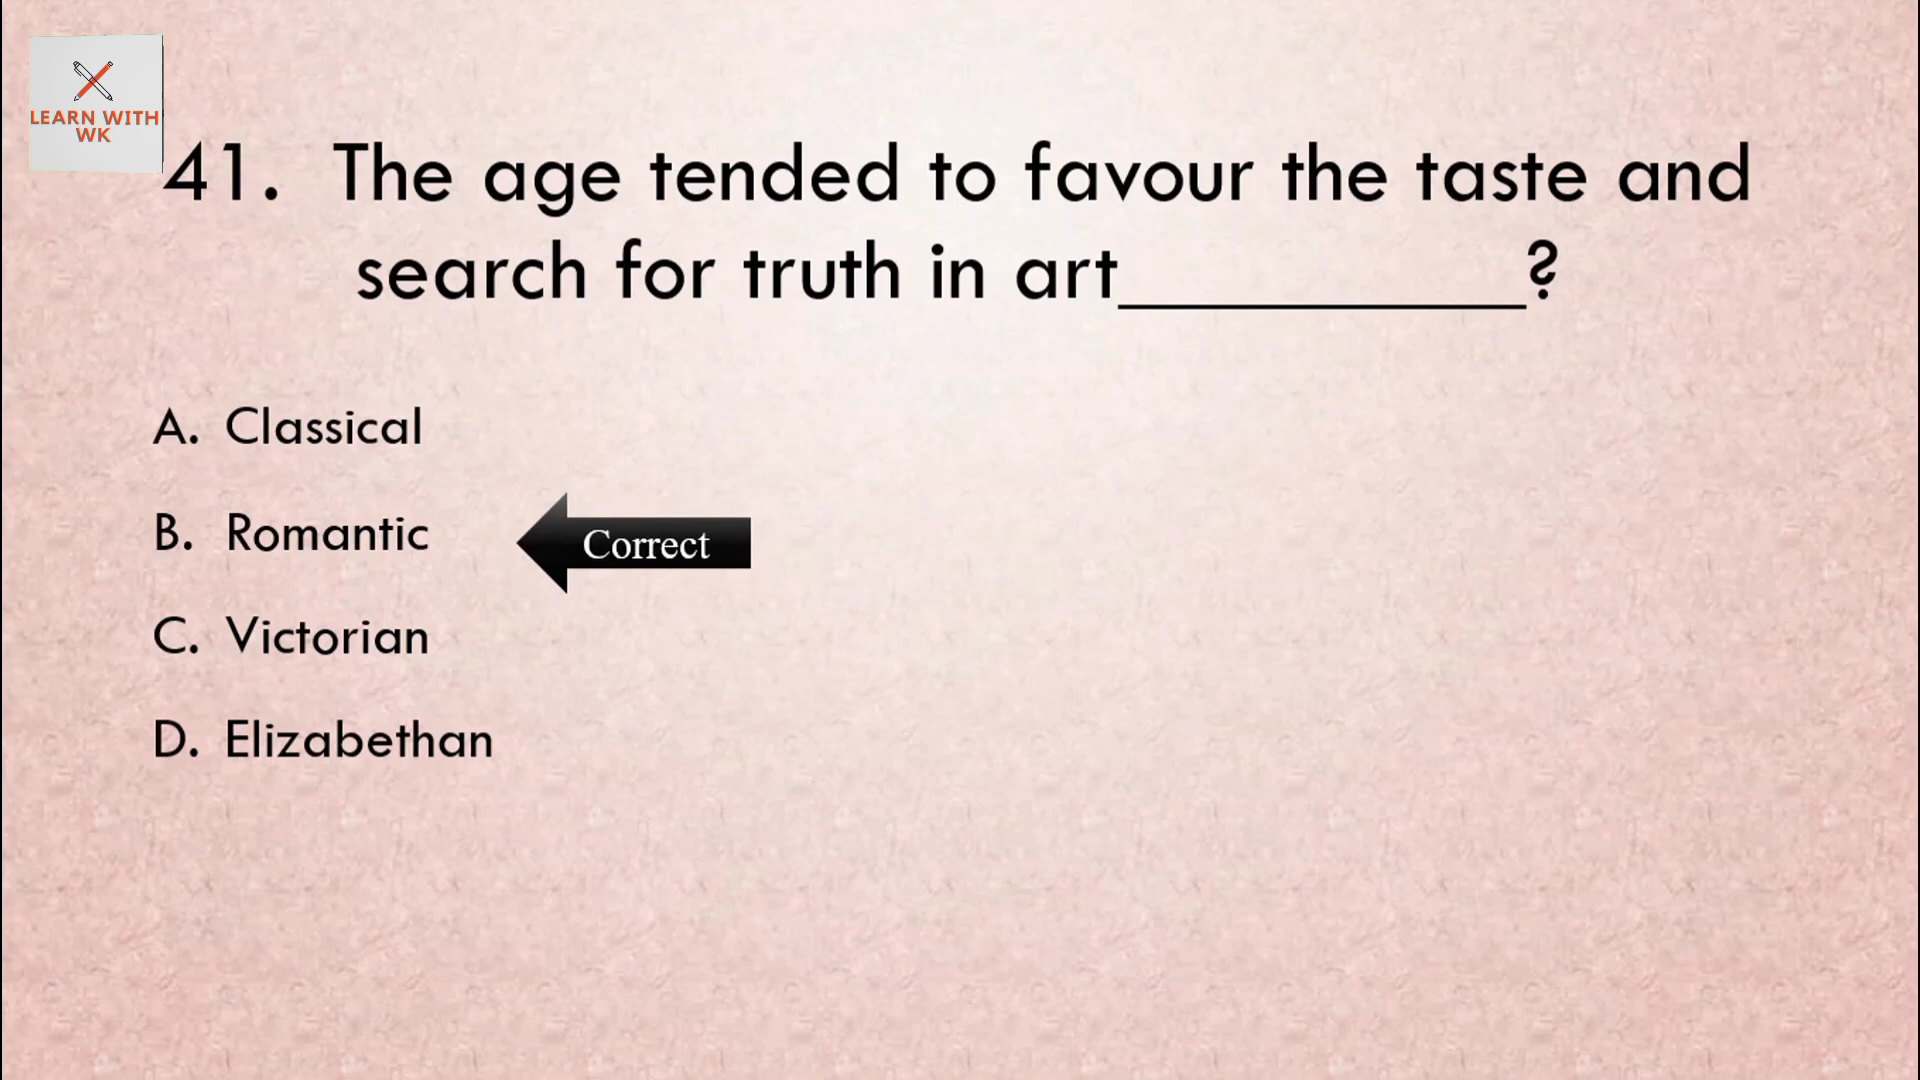 LEARN WITH
WK
41. The age tended to favour the taste and
search for truth in art__________?
A. Classical
B. Romantic
Correct
C. Victorian
D. Elizabethan